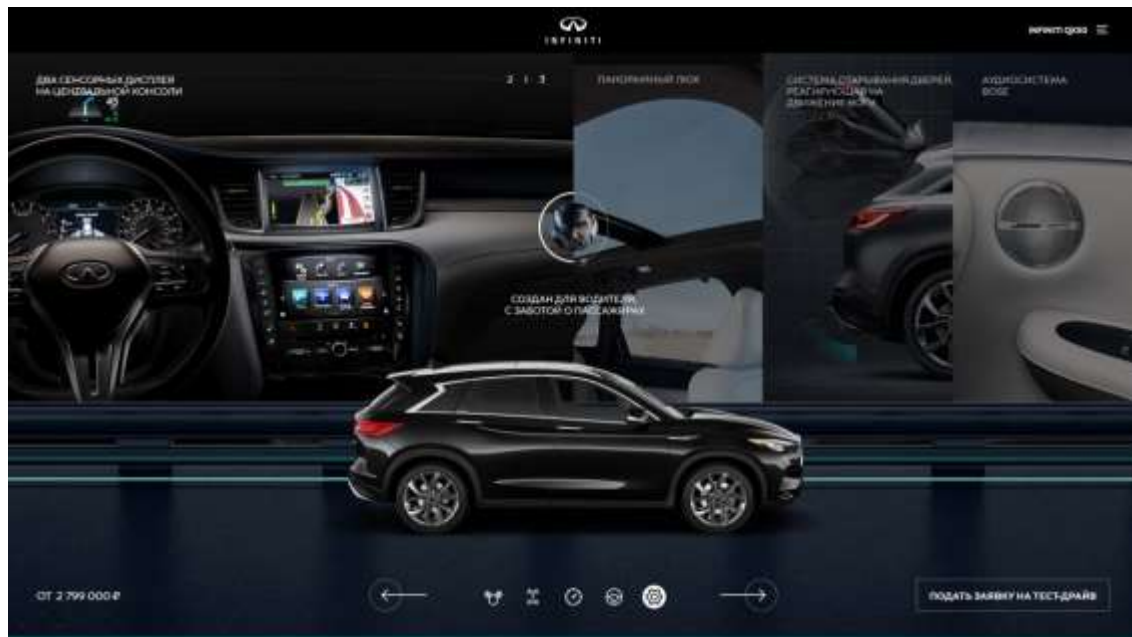 INFINITI
INFINITI QX50
ДВА СЕНСОРНЫХ ДИСПЛЕЯ
НА ЦЕНТРАЛЬНОЙ КОНСОЛИ
2 | 3
ПАНОРАМНЫЙ ЛЮК
СИСТЕМА ОТКРЫВАНИЯ ДВЕРЕЙ,
РЕАГИРУЮЩАЯ НА
ДВИЖЕНИЕ НОГИ
АУДИОСИСТЕМА
BOSE
СОЗДАН ДЛЯ ВОДИТЕЛЯ,
С ЗАБОТОЙ О ПАССАЖИРАХ
ОТ 2 799 000 ₽
ПОДАТЬ ЗАЯВКУ НА ТЕСТ-ДРАЙВ